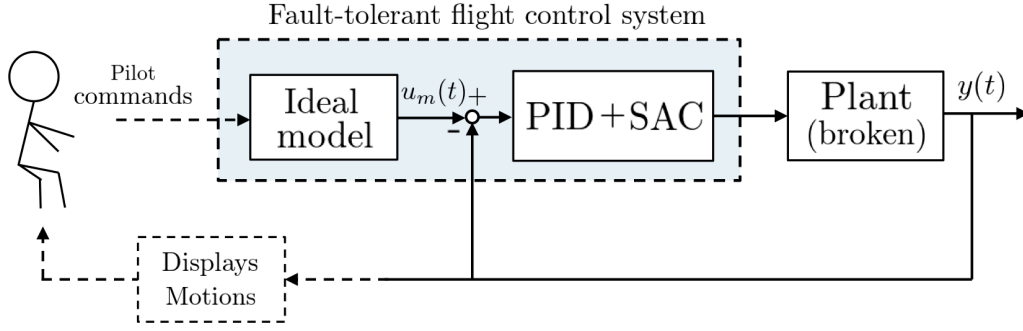 Fault-tolerant flight control system
Pilot
commands
Ideal
model
u_m(t)
+
-
PID+SAC
Plant
(broken)
y(t)
Displays
Motions